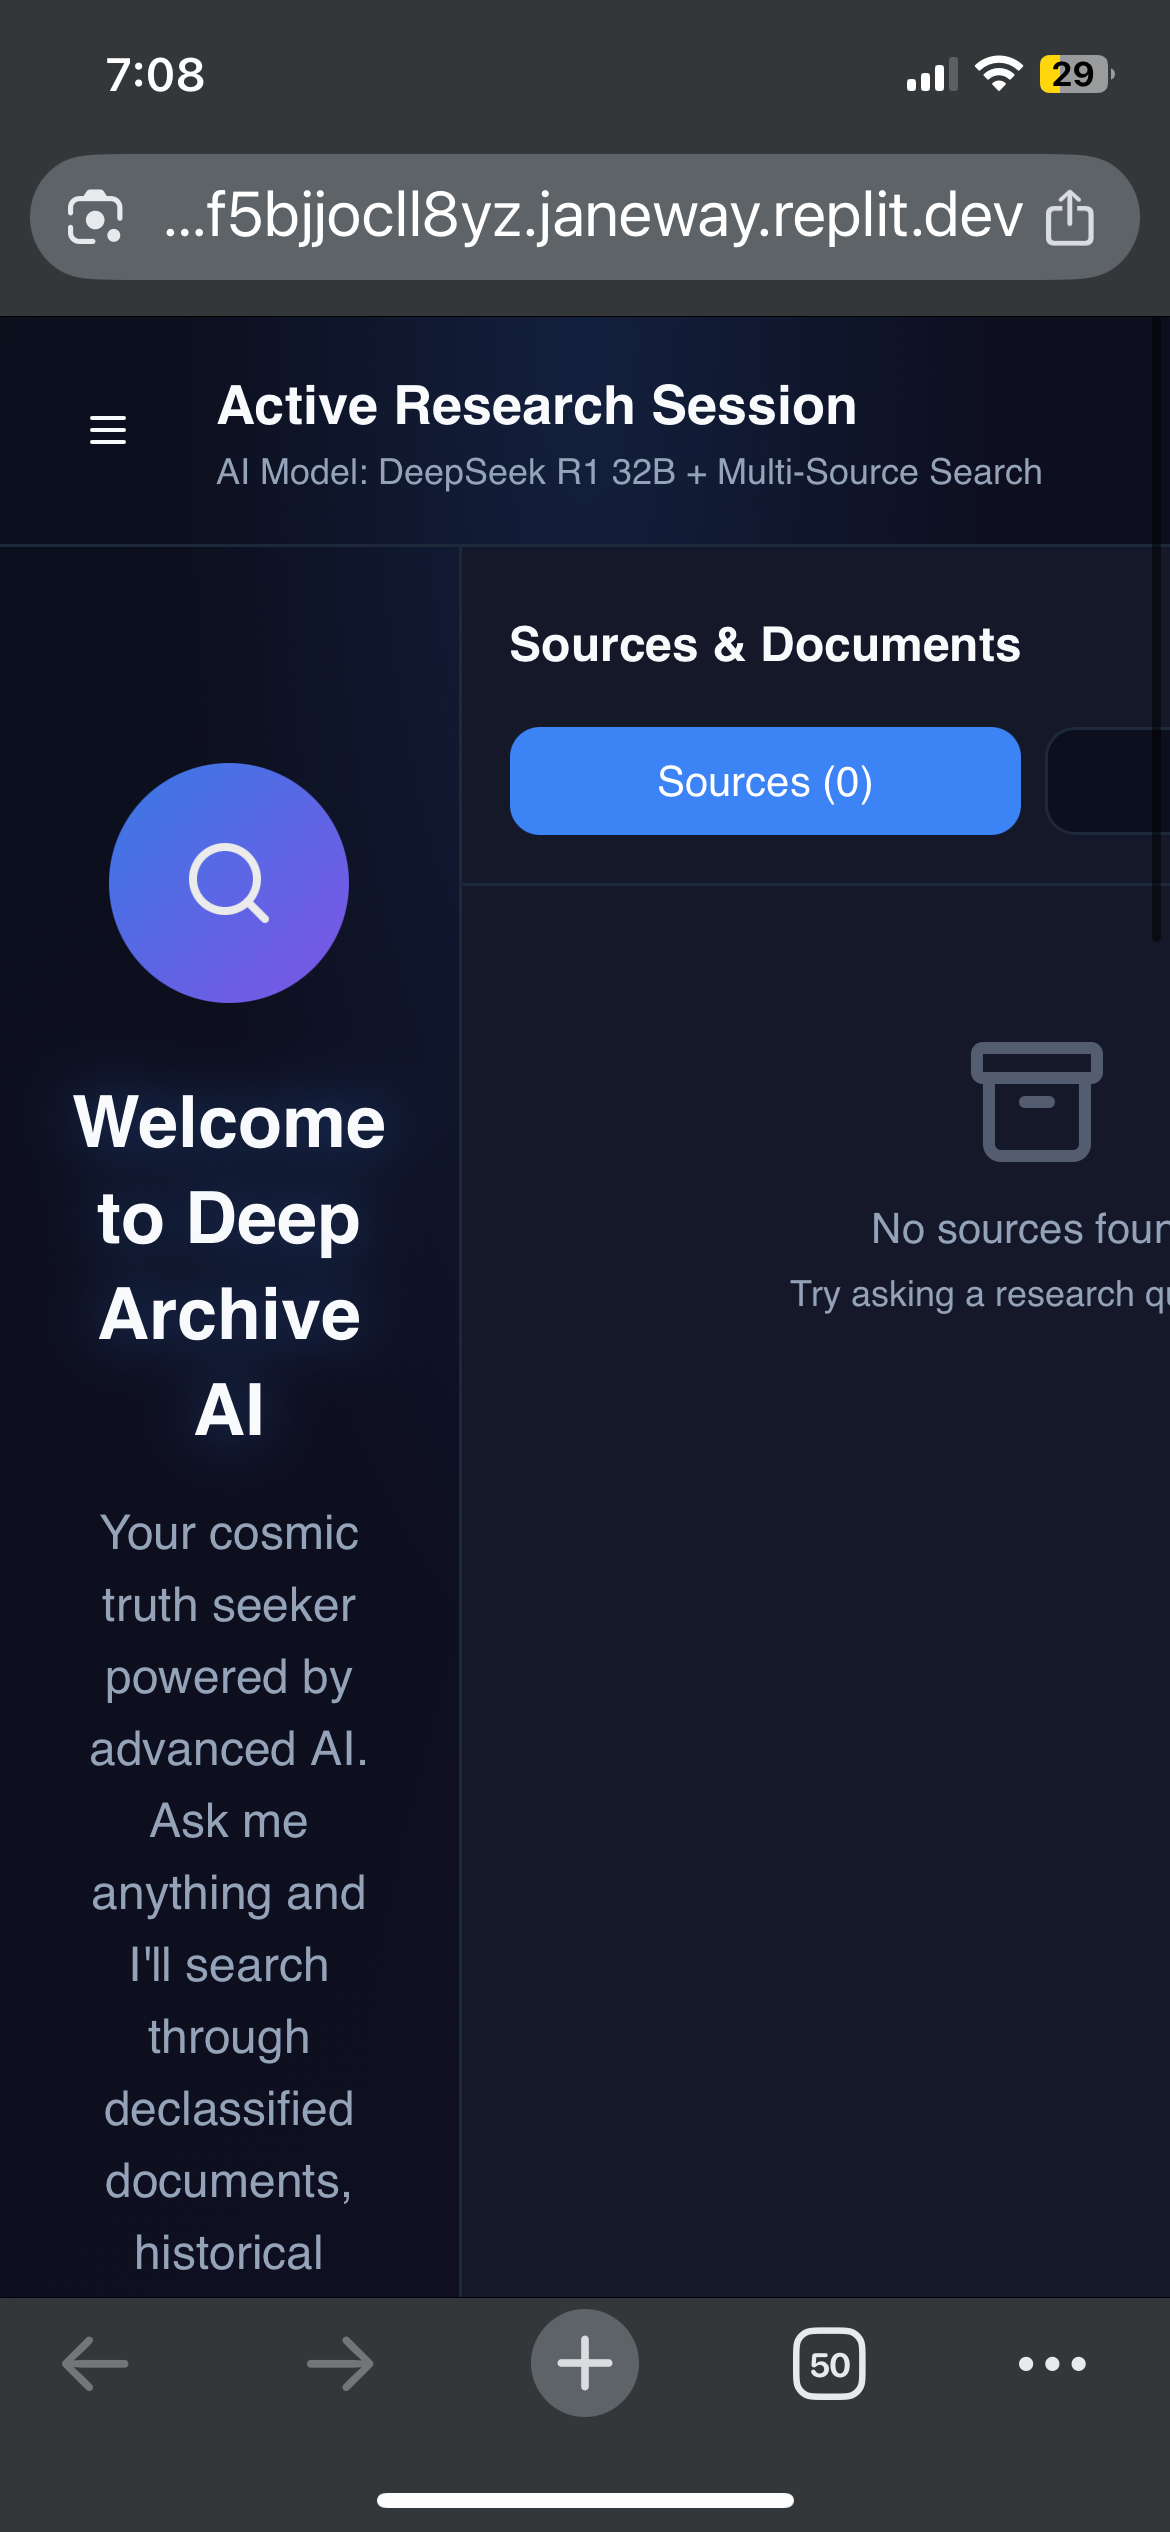 7:08
29
...f5bjjocll8yz.janeway.replit.dev
Active Research Session
AI Model: DeepSeek R1 32B + Multi-Source Search
Sources & Documents
Sources (0)
No sources foun
Try asking a research qu
Welcome
to Deep
Archive
AI
Your cosmic
truth seeker
powered by
advanced AI.
Ask me
anything and
I'll search
through
declassified
documents,
historical
50